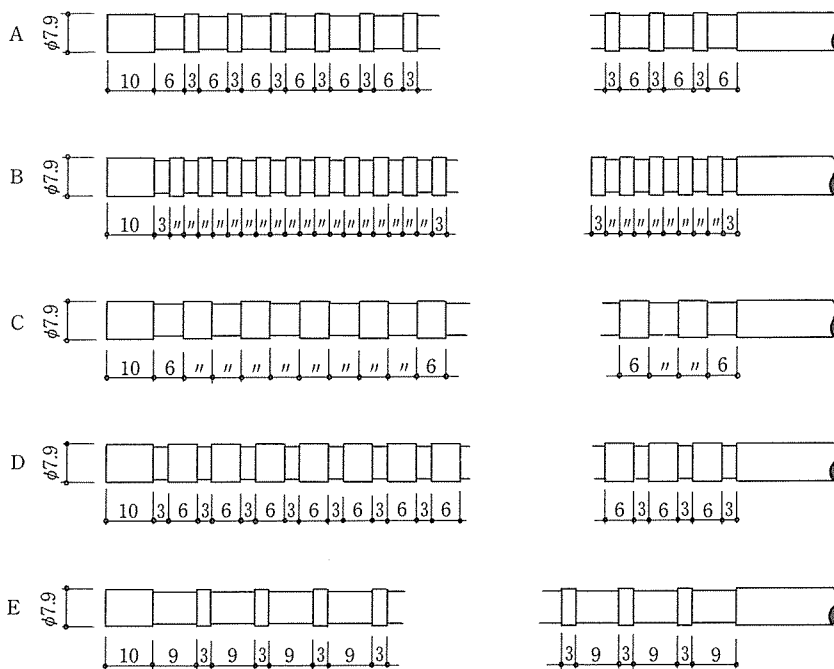 A φ7.9
10 6 3 6 3 6 3 6 3 6 3 6 3 3 6 3 6 3 6
B φ7.9
10 3 〃 〃 〃 〃 〃 〃 〃 〃 〃 〃 〃 〃 〃 〃 〃 〃 〃 〃 3 3 〃 〃 〃 〃 〃 〃 〃 〃 3
C φ7.9
10 6 〃 〃 〃 〃 〃 〃 〃 〃 6 6 〃 〃 6
D φ7.9
10 3 6 3 6 3 6 3 6 3 6 3 6 3 6 6 3 6 3 6 3
E φ7.9
10 9 3 9 3 9 3 9 3 3 9 3 9 3 9